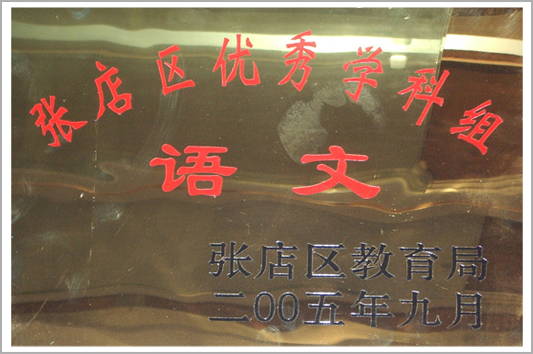 张店区优秀学科组
语文
张店区教育局
二00五年九月